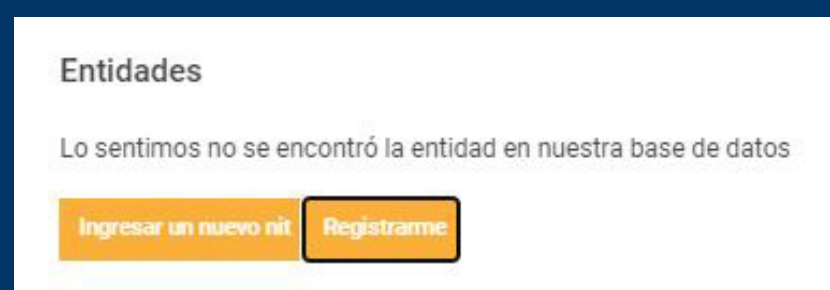 Entidades
Lo sentimos no se encontró la entidad en nuestra base de datos
Ingresar un nuevo nit Registrarme